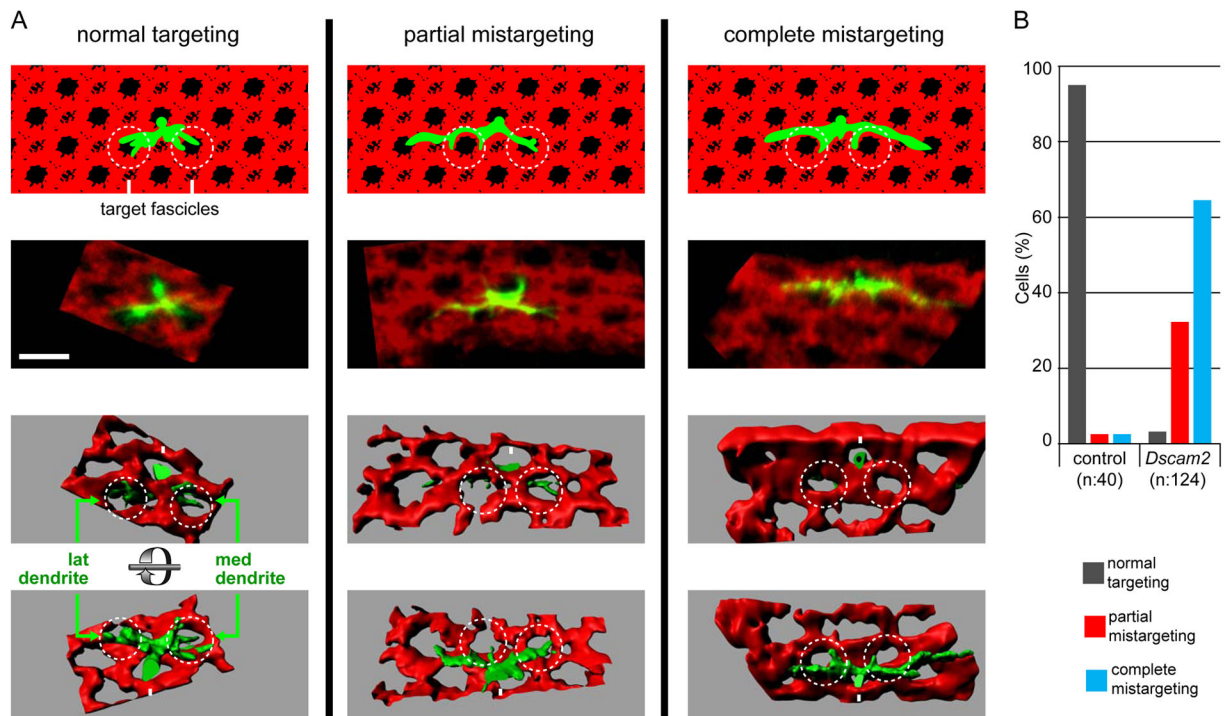 A
normal targeting
partial mistargeting
complete mistargeting
B
target fascicles
lat
dendrite
med
dendrite
Cells (%)
100
80
60
40
20
0
control
(n:40)
Dscam2
(n:124)
normal
targeting
partial
mistargeting
complete
mistargeting